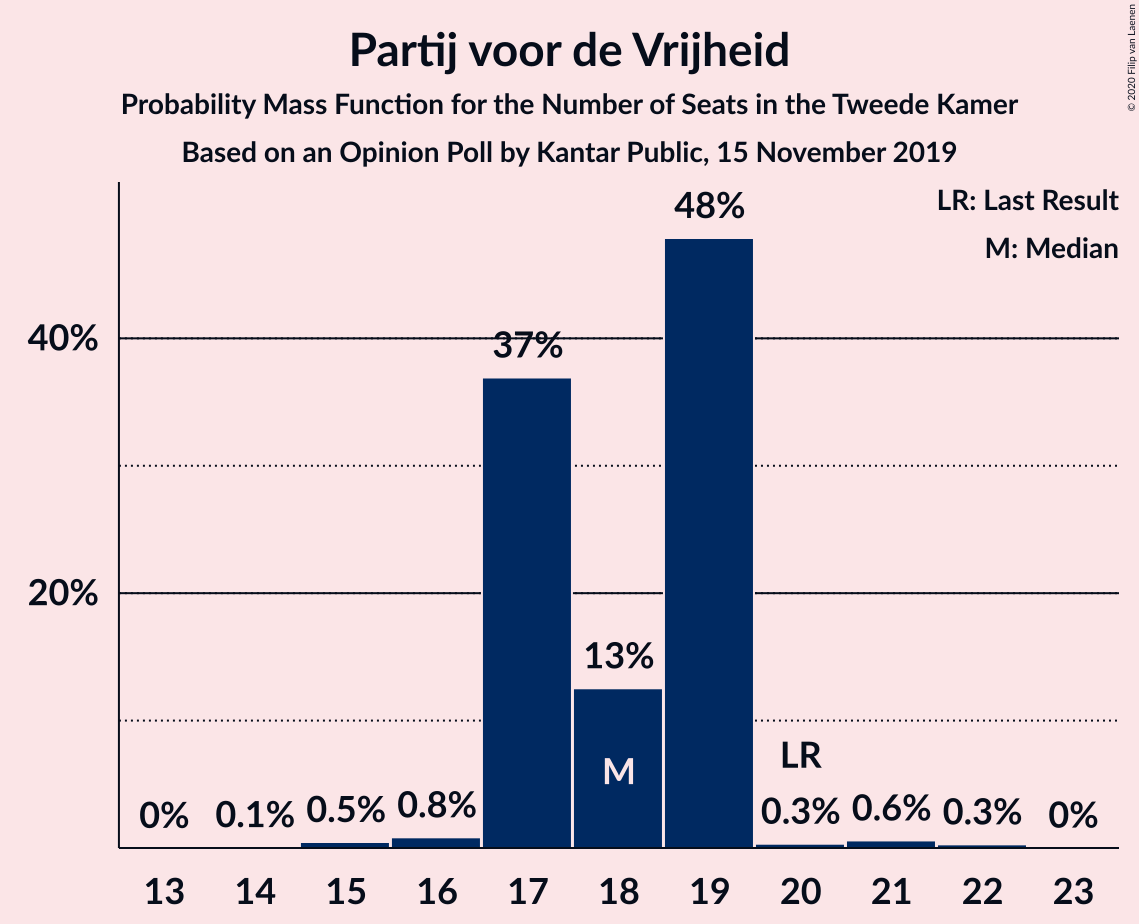 Partij voor de Vrijheid
Probability Mass Function for the Number of Seats in the Tweede Kamer
Based on an Opinion Poll by Kantar Public, 15 November 2019
© 2020 Filip van Laenen
LR: Last Result
M: Median
48%
40%
37%
20%
13%
M
LR
0% 0.1% 0.5% 0.8% 0.3% 0.6% 0.3% 0%
13 14 15 16 17 18 19 20 21 22 23